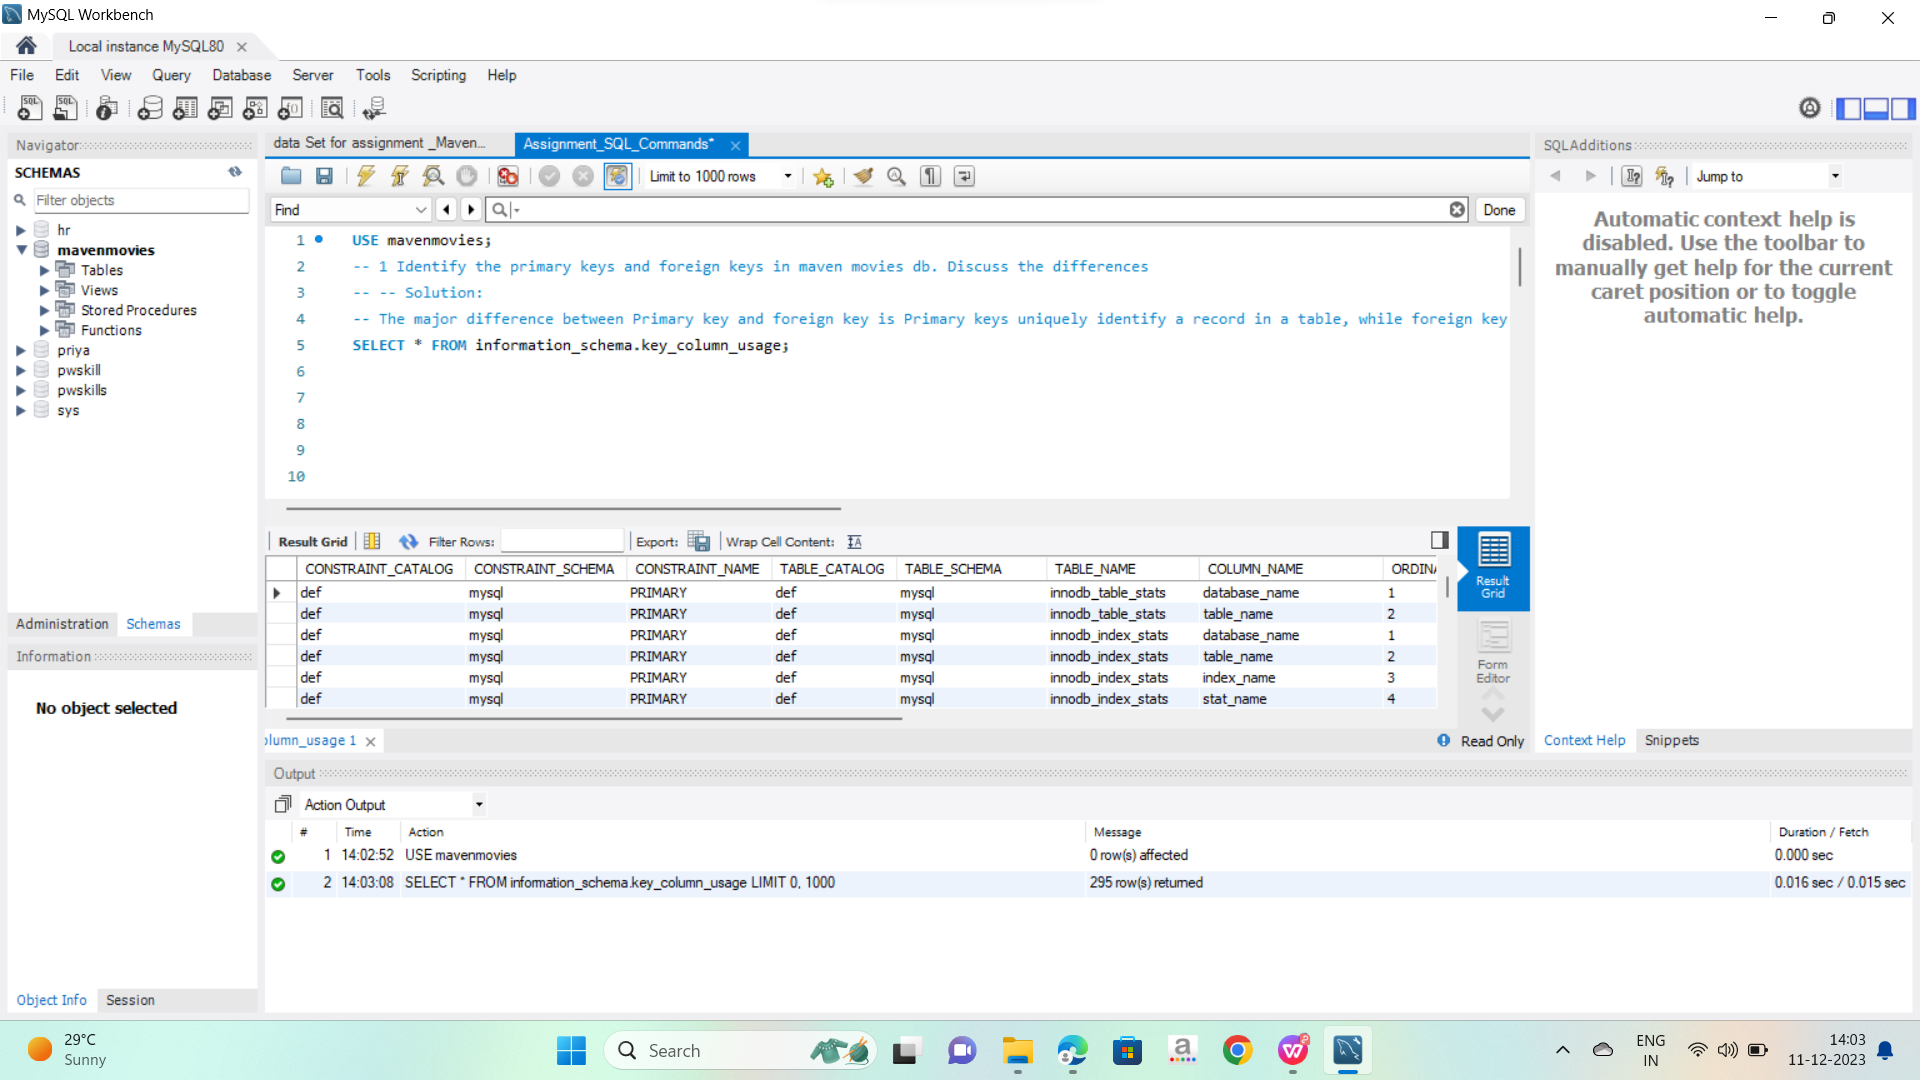 MySQL Workbench
Local instance MySQL80
File Edit View Query Database Server Tools Scripting Help
Navigator
SCHEMAS
Filter objects
hr
mavenmovies
Tables
Views
Stored Procedures
Functions
priya
pwskill
pwskills
sys
Administration Schemas
Information
No object selected
Object Info Session
data Set for assignment _Maven... Assignment_SQL_Commands*
Limit to 1000 rows
Find Done
1 USE mavenmovies;
2 -- 1 Identify the primary keys and foreign keys in maven movies db. Discuss the differences
3 -- -- Solution:
4 -- The major difference between Primary key and foreign key is Primary keys uniquely identify a record in a table, while foreign key
5 SELECT * FROM information_schema.key_column_usage;
6
7
8
9
10
Result Grid Filter Rows: Export: Wrap Cell Content:
CONSTRAINT_CATALOG CONSTRAINT_SCHEMA CONSTRAINT_NAME TABLE_CATALOG TABLE_SCHEMA TABLE_NAME COLUMN_NAME ORDINA
def mysql PRIMARY def mysql innodb_table_stats database_name 1
def mysql PRIMARY def mysql innodb_table_stats table_name 2
def mysql PRIMARY def mysql innodb_index_stats database_name 1
def mysql PRIMARY def mysql innodb_index_stats table_name 2
def mysql PRIMARY def mysql innodb_index_stats index_name 3
def mysql PRIMARY def mysql innodb_index_stats stat_name 4
Result
Grid
Form
Editor
olumn_usage 1
Read Only
SQLAdditions
Jump to
Automatic context help is
disabled. Use the toolbar to
manually get help for the current
caret position or to toggle
automatic help.
Context Help Snippets
Output
Action Output
# Time Action Message Duration / Fetch
1 14:02:52 USE mavenmovies 0 row(s) affected 0.000 sec
2 14:03:08 SELECT * FROM information_schema.key_column_usage LIMIT 0, 1000 295 row(s) returned 0.016 sec / 0.015 sec
29°C
Sunny
Search
ENG
IN
14:03
11-12-2023